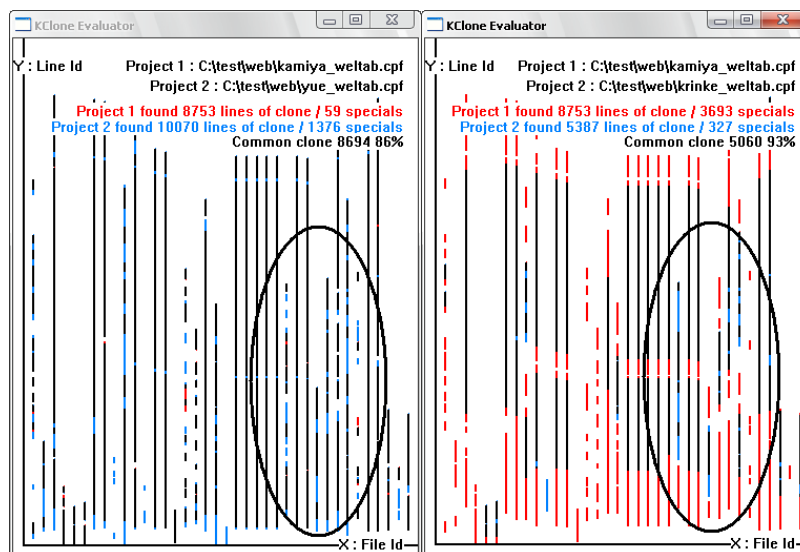 KClone Evaluator
Y : Line Id
Project 1 : C:\test\web\kamiya_weltab.cpf
Project 2 : C:\test\web\yue_weltab.cpf
Project 1 found 8753 lines of clone / 59 specials
Project 2 found 10070 lines of clone / 1376 specials
Common clone 8694 86%
X : File Id
KClone Evaluator
Y : Line Id
Project 1 : C:\test\web\kamiya_weltab.cpf
Project 2 : C:\test\web\krinke_weltab.cpf
Project 1 found 8753 lines of clone / 3693 specials
Project 2 found 5387 lines of clone / 327 specials
Common clone 5060 93%
X : File Id